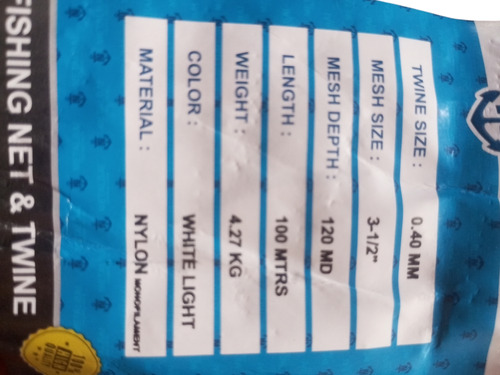 TWINE SIZE : 0.40 MM
MESH SIZE : 3-1/2"
MESH DEPTH : 120 MD
LENGTH : 100 MTRS
WEIGHT : 4.27 KG
COLOR : WHITE LIGHT
MATERIAL : NYLON MONOFILAMENT
FISHING NET & TWINE